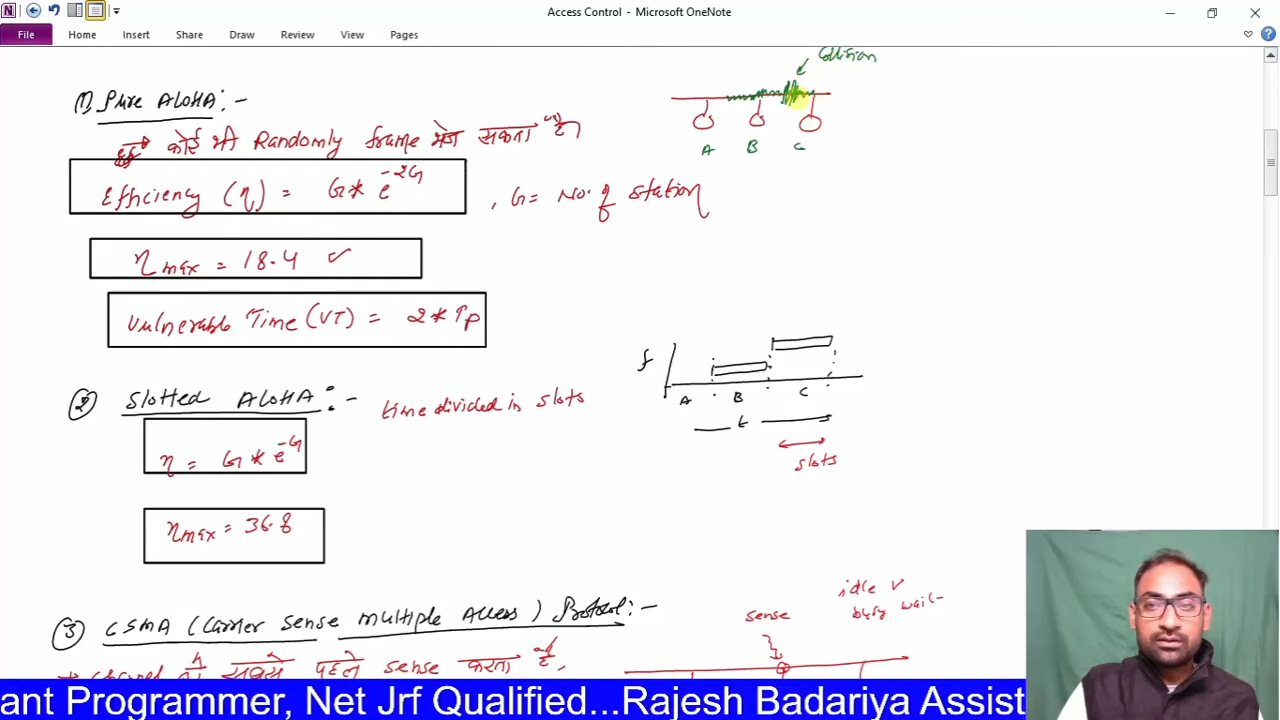 Access Control - Microsoft OneNote
File Home Insert Share Draw Review View Pages
Collision
1) Pure ALOHA :-
→ कोई भी Randomly frame भेज सकता है
A B C
Efficiency (η) = G * e^-2G , G = No. of station
ηmax = 18.4 ✓
Vulnerable Time (VT) = 2 * Tp
f
② Slotted ALOHA :- time divided in slots
A B C
t
η = G * e^-G
slots
ηmax = 36.8
idle ✓
③ CSMA (Carrier Sense Multiple Access) Protocol :-
sense
busy wait-
→ channel को सबसे पहले sense करता है,
ant Programmer, Net Jrf Qualified...Rajesh Badariya Assist